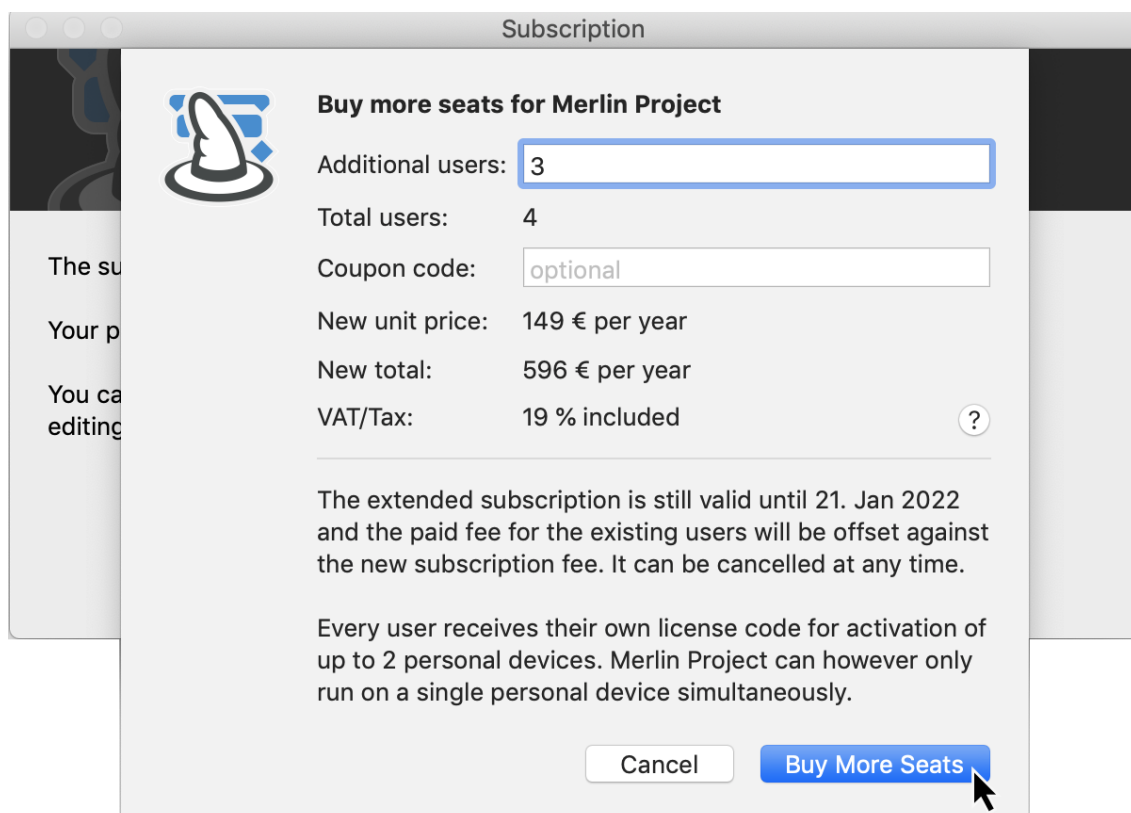 Subscription
Buy more seats for Merlin Project
Additional users: 3
Total users: 4
Coupon code: optional
New unit price: 149 € per year
New total: 596 € per year
VAT/Tax: 19 % included ?
The extended subscription is still valid until 21. Jan 2022
and the paid fee for the existing users will be offset against
the new subscription fee. It can be cancelled at any time.
Every user receives their own license code for activation of
up to 2 personal devices. Merlin Project can however only
run on a single personal device simultaneously.
Cancel Buy More Seats
The su
Your p
You ca
editing